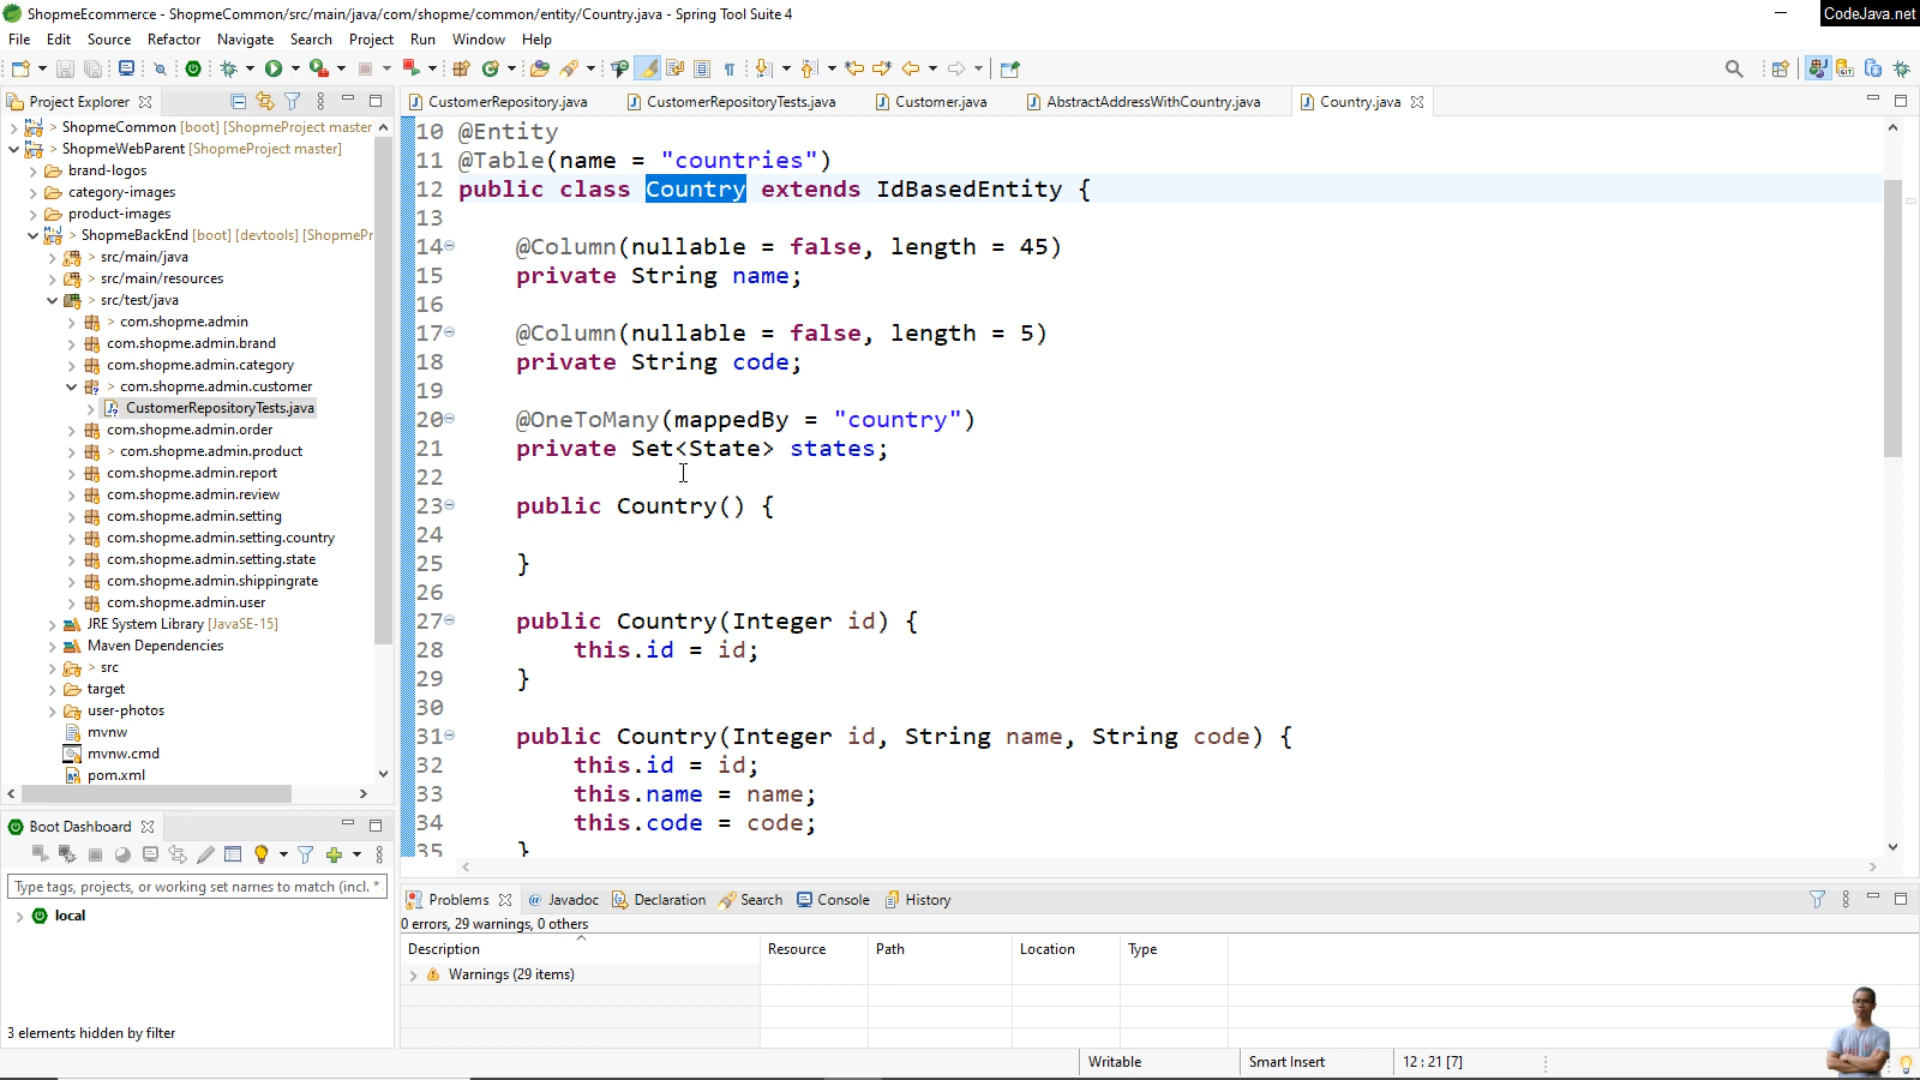 ShopmeEcommerce - ShopmeCommon/src/main/java/com/shopme/common/entity/Country.java - Spring Tool Suite 4
CodeJava.net
File Edit Source Refactor Navigate Search Project Run Window Help
Project Explorer
CustomerRepository.java CustomerRepositoryTests.java Customer.java AbstractAddressWithCountry.java Country.java
> ShopmeCommon [boot] [ShopmeProject master
> ShopmeWebParent [ShopmeProject master]
brand-logos
category-images
product-images
> ShopmeBackEnd [boot] [devtools] [ShopmePr
> src/main/java
> src/main/resources
> src/test/java
> com.shopme.admin
com.shopme.admin.brand
com.shopme.admin.category
> com.shopme.admin.customer
CustomerRepositoryTests.java
com.shopme.admin.order
> com.shopme.admin.product
com.shopme.admin.report
com.shopme.admin.review
com.shopme.admin.setting
com.shopme.admin.setting.country
com.shopme.admin.setting.state
com.shopme.admin.shippingrate
com.shopme.admin.user
JRE System Library [JavaSE-15]
Maven Dependencies
> src
target
user-photos
mvnw
mvnw.cmd
pom.xml
10 @Entity
11 @Table(name = "countries")
12 public class Country extends IdBasedEntity {
13
14 @Column(nullable = false, length = 45)
15 private String name;
16
17 @Column(nullable = false, length = 5)
18 private String code;
19
20 @OneToMany(mappedBy = "country")
21 private Set<State> states;
22
23 public Country() {
24
25 }
26
27 public Country(Integer id) {
28 this.id = id;
29 }
30
31 public Country(Integer id, String name, String code) {
32 this.id = id;
33 this.name = name;
34 this.code = code;
35 }
Boot Dashboard
Type tags, projects, or working set names to match (incl. *
local
3 elements hidden by filter
Problems @ Javadoc Declaration Search Console History
0 errors, 29 warnings, 0 others
Description Resource Path Location Type
Warnings (29 items)
Writable Smart Insert 12 : 21 [7]